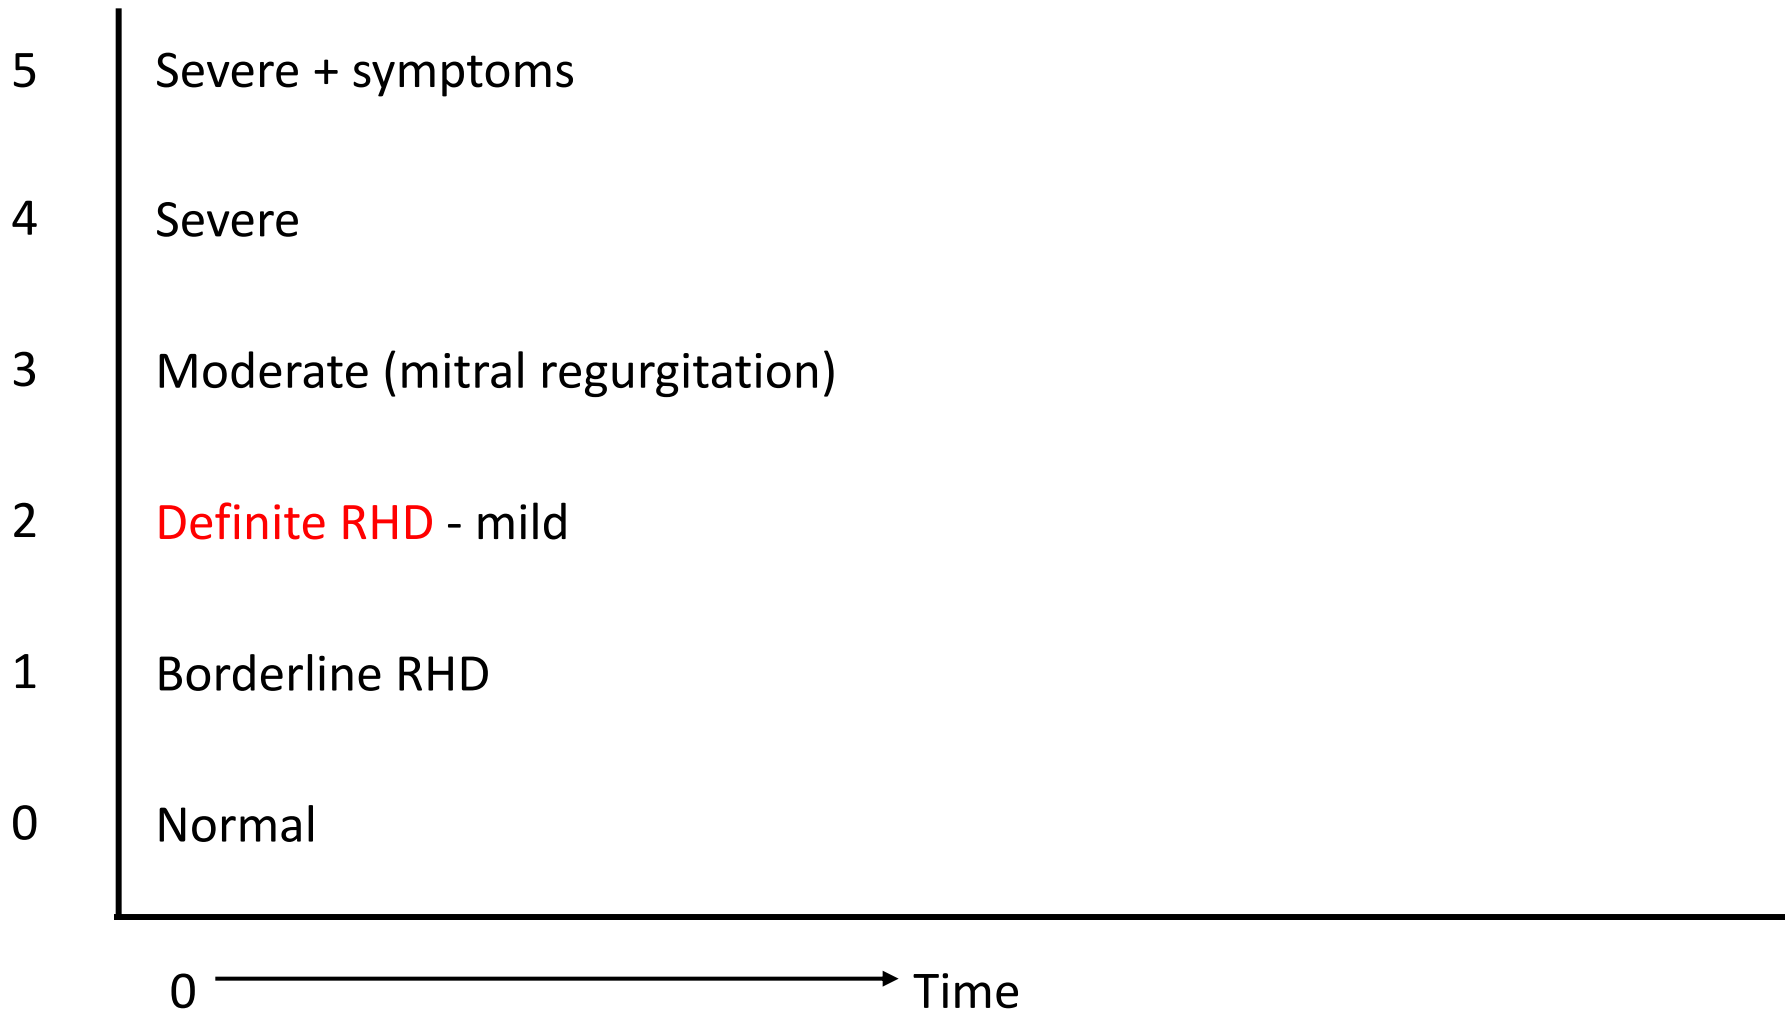 5 Severe + symptoms
4 Severe
3 Moderate (mitral regurgitation)
2 Definite RHD - mild
1 Borderline RHD
0 Normal
0 Time